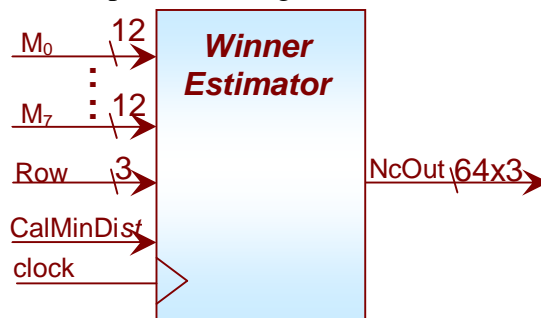 12
Winner
M0
Estimator
12
M7
Row
3
NcOut
64x3
CalMinDist
clock